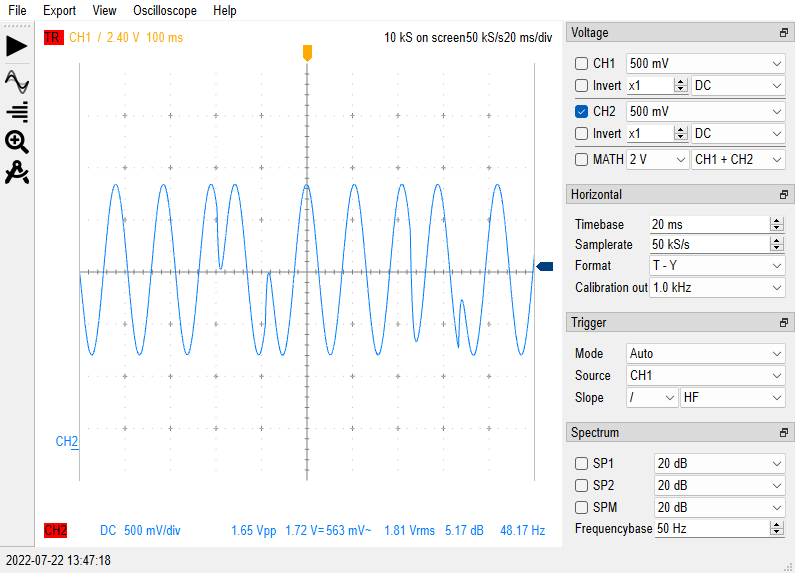 File Export View Oscilloscope Help
TR CH1 / 2.40 V 100 ms 10 kS on screen50 kS/s20 ms/div
CH2
CH2 DC 500 mV/div 1.65 Vpp 1.72 V= 563 mV~ 1.81 Vrms 5.17 dB 48.17 Hz
Voltage
CH1 500 mV
Invert x1 DC
CH2 500 mV
Invert x1 DC
MATH 2 V CH1 + CH2
Horizontal
Timebase 20 ms
Samplerate 50 kS/s
Format T - Y
Calibration out 1.0 kHz
Trigger
Mode Auto
Source CH1
Slope / HF
Spectrum
SP1 20 dB
SP2 20 dB
SPM 20 dB
Frequencybase 50 Hz
2022-07-22 13:47:18